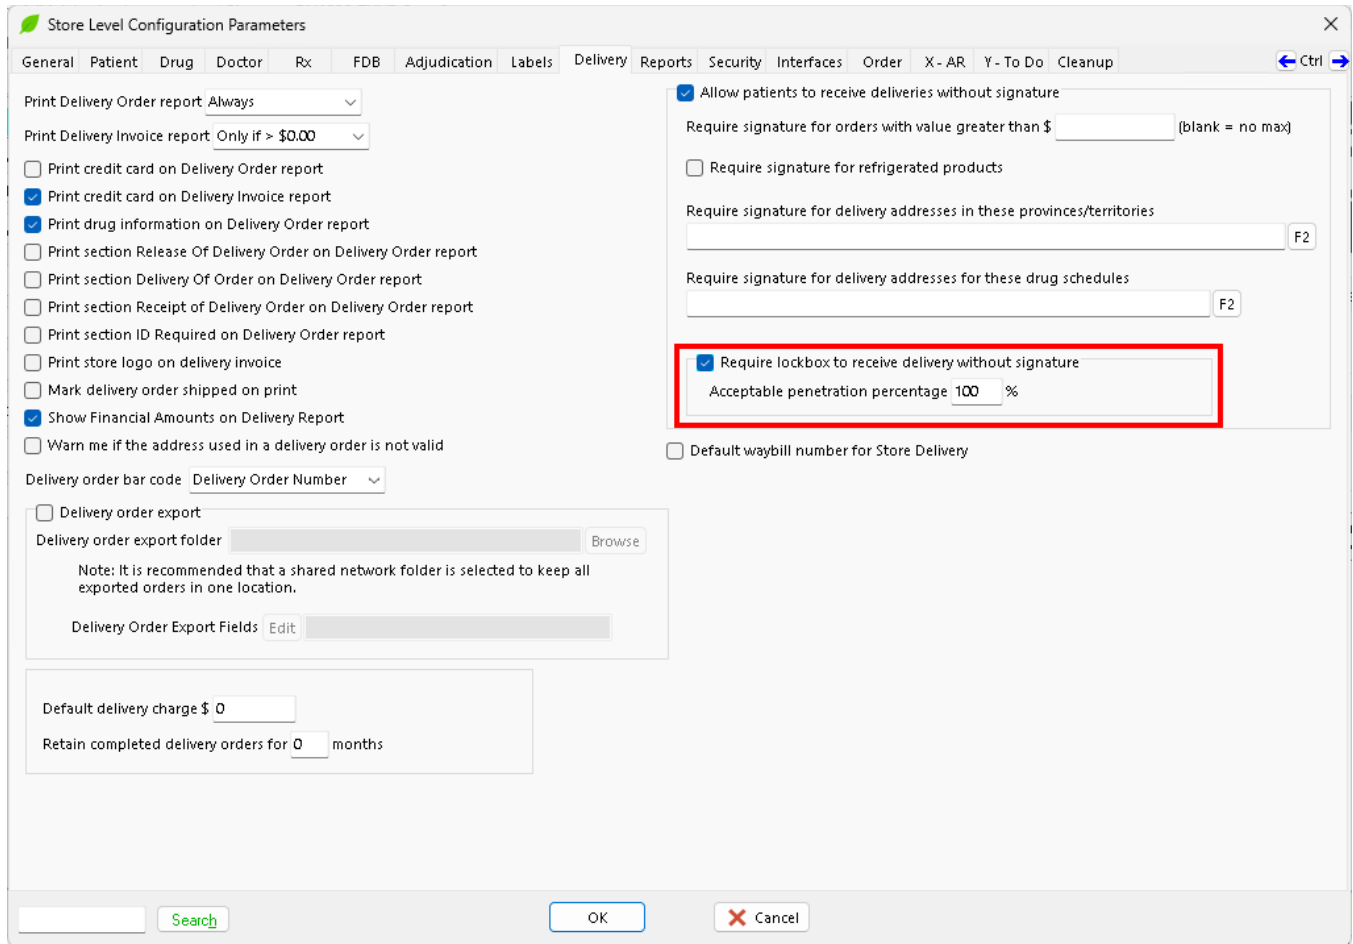 Store Level Configuration Parameters
General Patient Drug Doctor Rx FDB Adjudication Labels Delivery Reports Security Interfaces Order X - AR Y - To Do Cleanup Ctrl
Print Delivery Order report Always
Print Delivery Invoice report Only if > $0.00
Print credit card on Delivery Order report
Print credit card on Delivery Invoice report
Print drug information on Delivery Order report
Print section Release Of Delivery Order on Delivery Order report
Print section Delivery Of Order on Delivery Order report
Print section Receipt of Delivery Order on Delivery Order report
Print section ID Required on Delivery Order report
Print store logo on delivery invoice
Mark delivery order shipped on print
Show Financial Amounts on Delivery Report
Warn me if the address used in a delivery order is not valid
Delivery order bar code Delivery Order Number
Delivery order export
Delivery order export folder Browse
Note: It is recommended that a shared network folder is selected to keep all
exported orders in one location.
Delivery Order Export Fields Edit
Default delivery charge $ 0
Retain completed delivery orders for 0 months
Allow patients to receive deliveries without signature
Require signature for orders with value greater than $ (blank = no max)
Require signature for refrigerated products
Require signature for delivery addresses in these provinces/territories
F2
Require signature for delivery addresses for these drug schedules
F2
Require lockbox to receive delivery without signature
Acceptable penetration percentage 100 %
Default waybill number for Store Delivery
Search OK Cancel